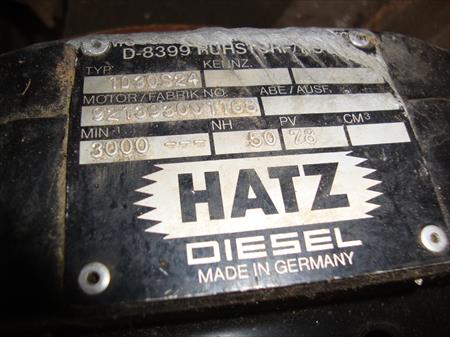 D-8399 RUHSTORF/
TYP KENNZ.
1D30S24
MOTOR/FABRIK NO. ABE/AUSF.
MIN⁻¹ NH PV CM³
3000 --- 50 78
HATZ
DIESEL
MADE IN GERMANY